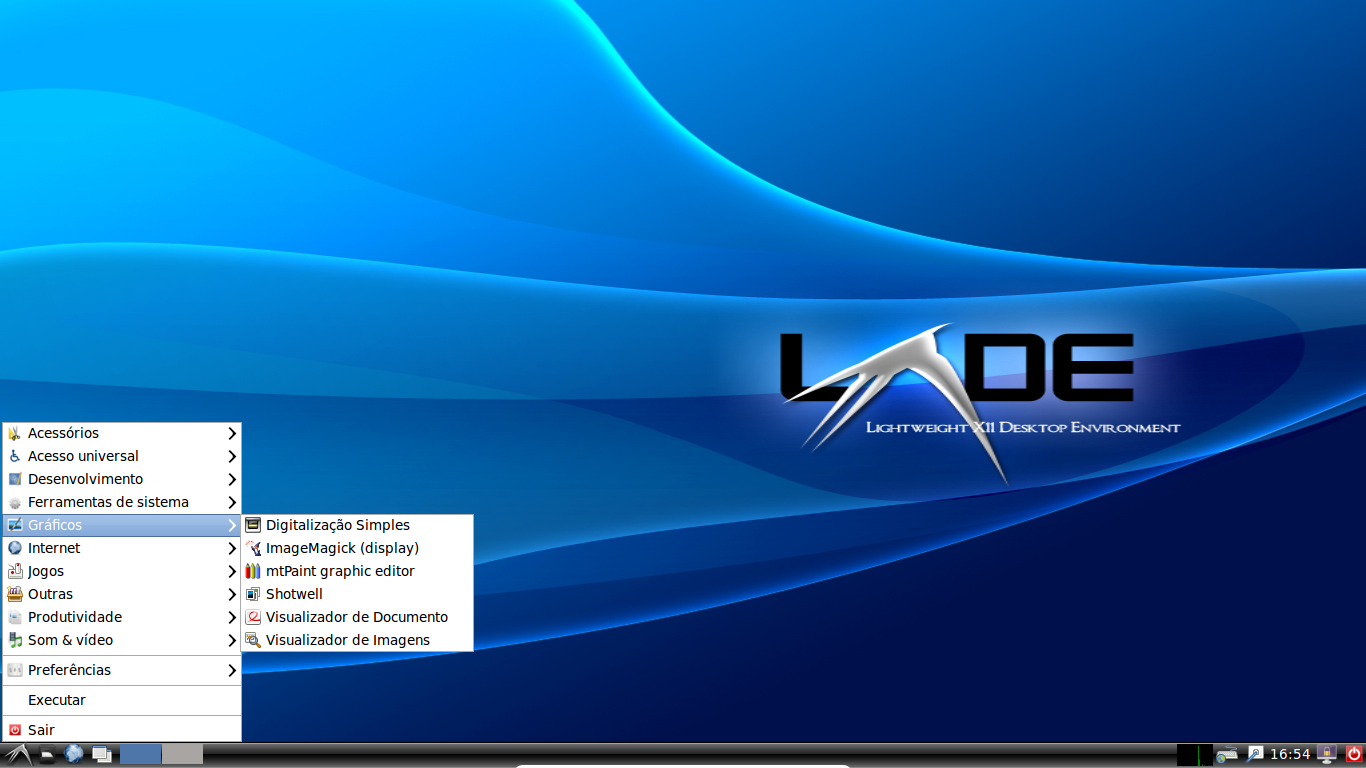 LXDE
Lightweight X11 Desktop Environment
Acessórios
Acesso universal
Desenvolvimento
Ferramentas de sistema
Gráficos
Internet
Jogos
Outras
Produtividade
Som & vídeo
Preferências
Executar
Sair
Digitalização Simples
ImageMagick (display)
mtPaint graphic editor
Shotwell
Visualizador de Documento
Visualizador de Imagens
16:54